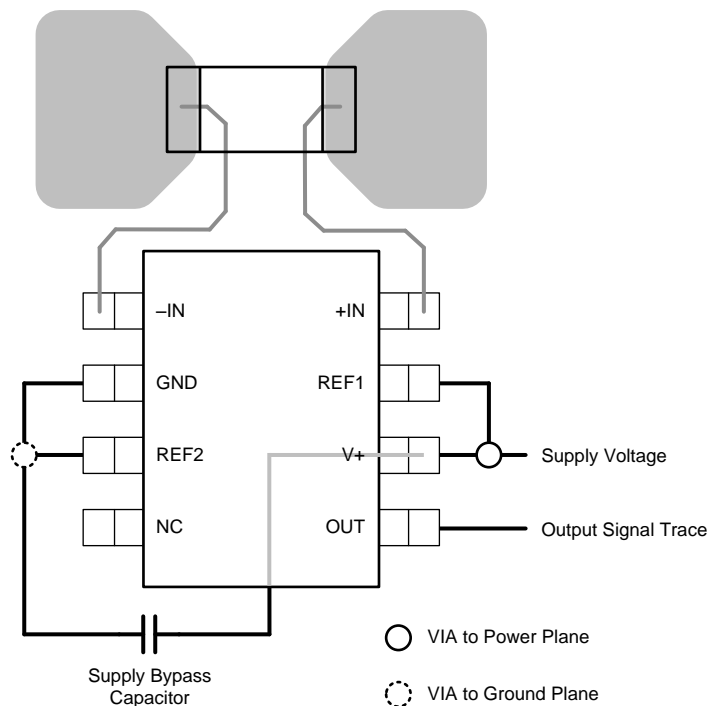 –IN
+IN
GND
REF1
REF2
V+
Supply Voltage
NC
OUT
Output Signal Trace
VIA to Power Plane
Supply Bypass
Capacitor
VIA to Ground Plane